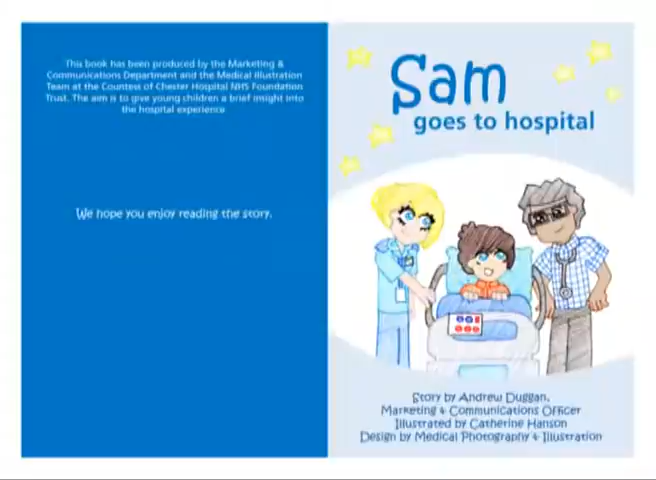 This book has been produced by the Marketing &
Communications Department and the Medical Illustration
Team at the Countess of Chester Hospital NHS Foundation
Trust. The aim is to give young children a brief insight into
the hospital experience
We hope you enjoy reading the story.
Sam
goes to hospital
Story by Andrew Duggan,
Marketing & Communications Officer
Illustrated by Catherine Hanson
Design by Medical Photography & Illustration